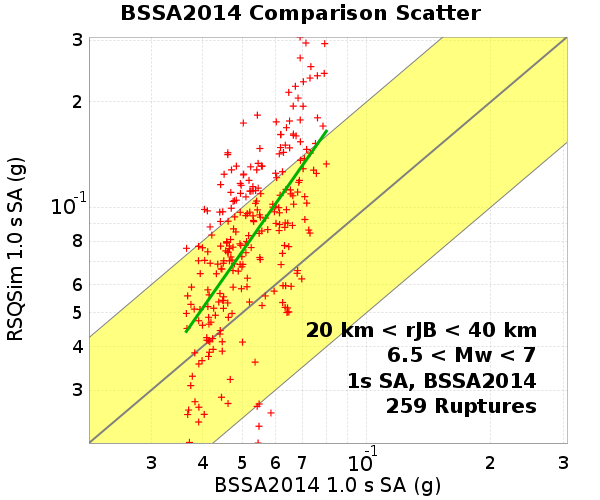 BSSA2014 Comparison Scatter
3
2
10-1
8
7
6
5
4
3
RSQSim 1.0 s SA (g)
20 km < rJB < 40 km
6.5 < Mw < 7
1s SA, BSSA2014
259 Ruptures
3 4 5 6 7 10-1 2 3
BSSA2014 1.0 s SA (g)